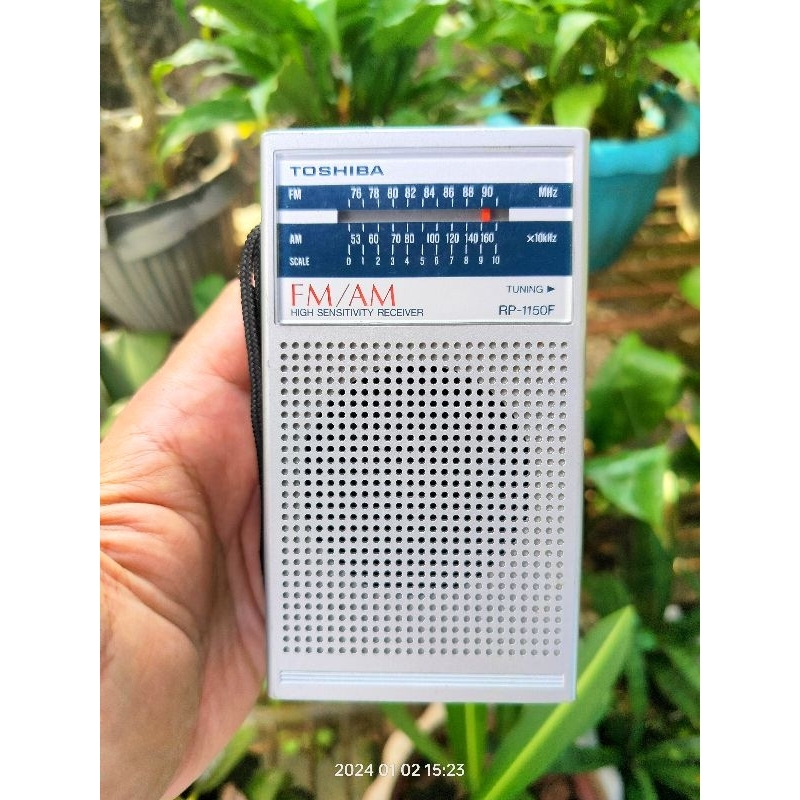 TOSHIBA
FM 76 78 80 82 84 86 88 90 MHz
AM 53 60 70 80 100 120 140 160 ×10kHz
SCALE 0 1 2 3 4 5 6 7 8 9 10
FM/AM
HIGH SENSITIVITY RECEIVER
TUNING ▶
RP-1150F
2024 01 02 15:23